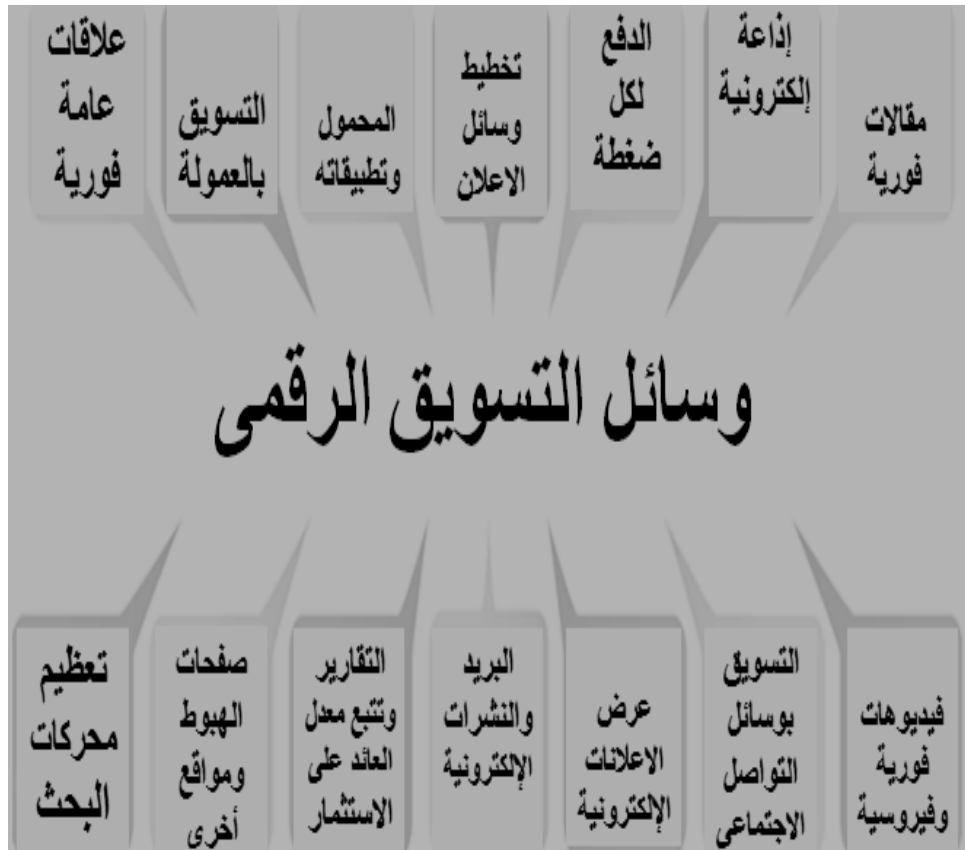 مقالات
فورية
إذاعة
إلكترونية
الدفع
لكل
ضغطة
تخطيط
وسائل
الاعلان
المحمول
وتطبيقاته
التسويق
بالعمولة
علاقات
عامة
فورية
وسائل التسويق الرقمى
فيديوهات
فورية
وفيروسية
التسويق
بوسائل
التواصل
الاجتماعى
عرض
الاعلانات
الإلكترونية
البريد
والنشرات
الإلكترونية
التقارير
وتتبع معدل
العائد على
الاستثمار
صفحات
الهبوط
ومواقع
أخرى
تعظيم
محركات
البحث